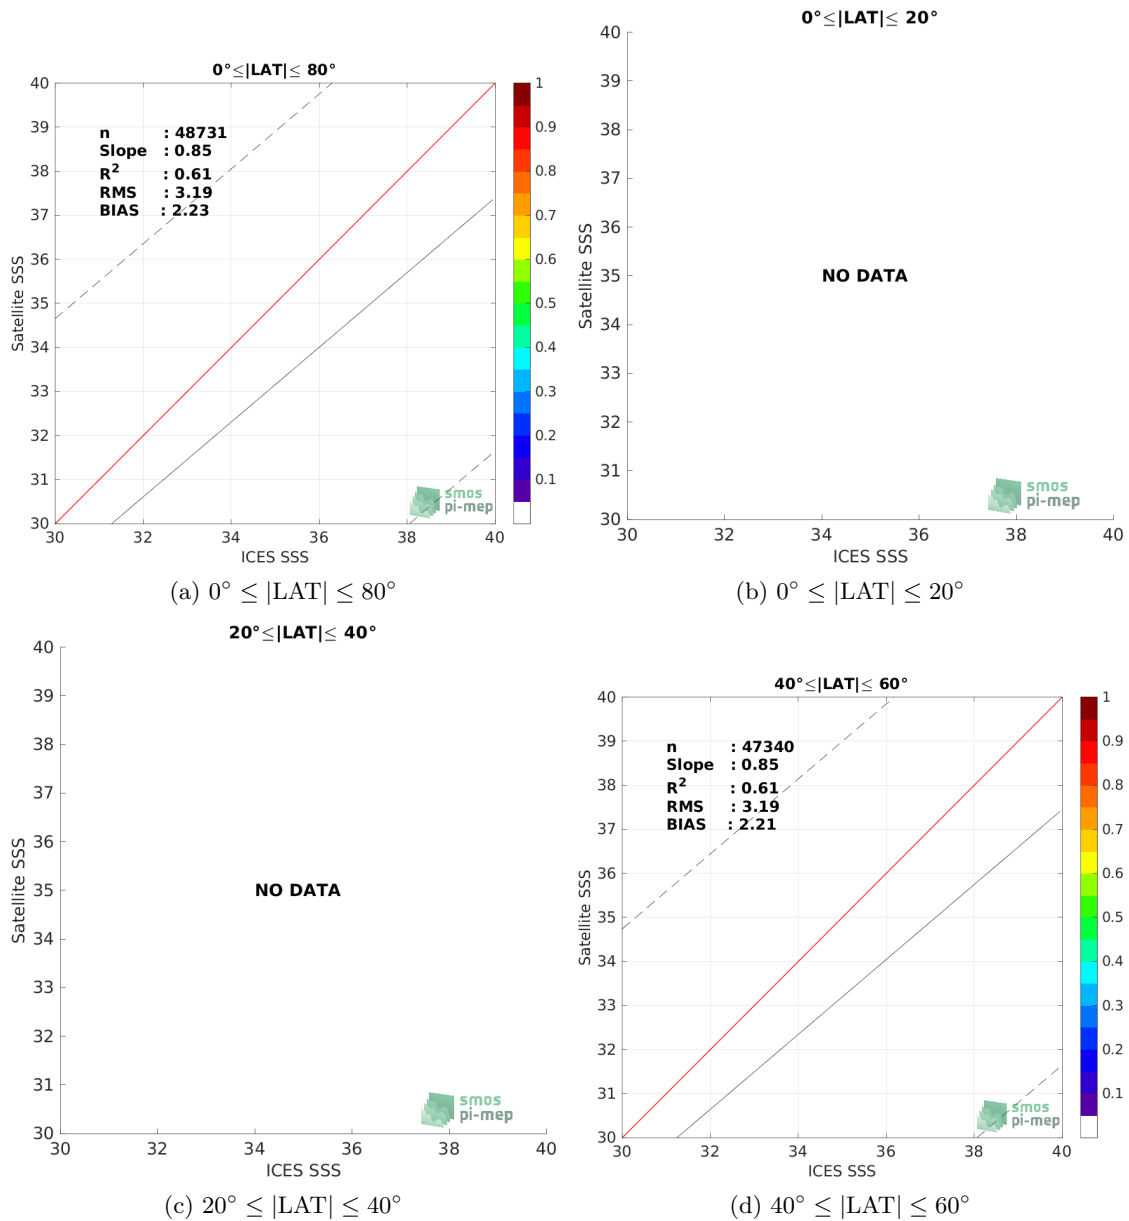 0°≤|LAT|≤ 80°
40
39
38
37
36
35
34
33
32
31
30
Satellite SSS
n : 48731
Slope : 0.85
R² : 0.61
RMS : 3.19
BIAS : 2.23
smos
pi-mep
30 32 34 36 38 40
ICES SSS
1
0.9
0.8
0.7
0.6
0.5
0.4
0.3
0.2
0.1
(a) 0° ≤ |LAT| ≤ 80°
0°≤|LAT|≤ 20°
40
39
38
37
36
35
34
33
32
31
30
Satellite SSS
NO DATA
smos
pi-mep
30 32 34 36 38 40
ICES SSS
(b) 0° ≤ |LAT| ≤ 20°
20°≤|LAT|≤ 40°
40
39
38
37
36
35
34
33
32
31
30
Satellite SSS
NO DATA
smos
pi-mep
30 32 34 36 38 40
ICES SSS
(c) 20° ≤ |LAT| ≤ 40°
40°≤|LAT|≤ 60°
40
39
38
37
36
35
34
33
32
31
30
Satellite SSS
n : 47340
Slope : 0.85
R² : 0.61
RMS : 3.19
BIAS : 2.21
smos
pi-mep
30 32 34 36 38 40
ICES SSS
1
0.9
0.8
0.7
0.6
0.5
0.4
0.3
0.2
0.1
(d) 40° ≤ |LAT| ≤ 60°